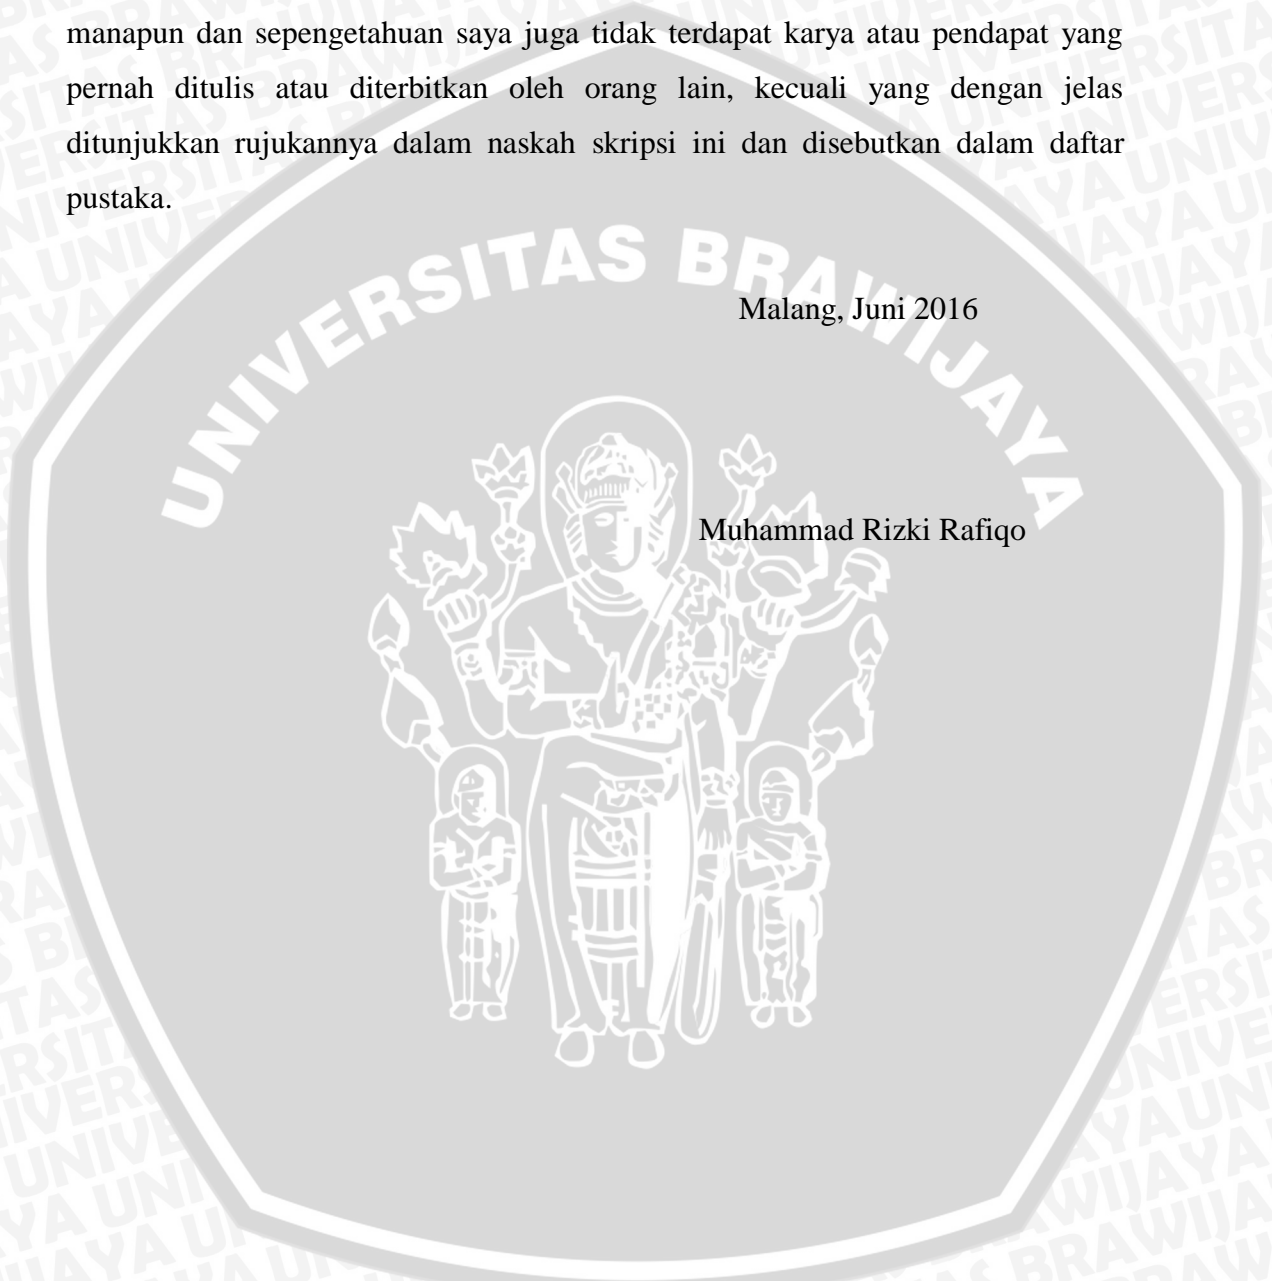 manapun dan sepengetahuan saya juga tidak terdapat karya atau pendapat yang
pernah ditulis atau diterbitkan oleh orang lain, kecuali yang dengan jelas
ditunjukkan rujukannya dalam naskah skripsi ini dan disebutkan dalam daftar
pustaka.
UNIVERSITAS BRAWIJAYA
Malang, Juni 2016
Muhammad Rizki Rafiqo